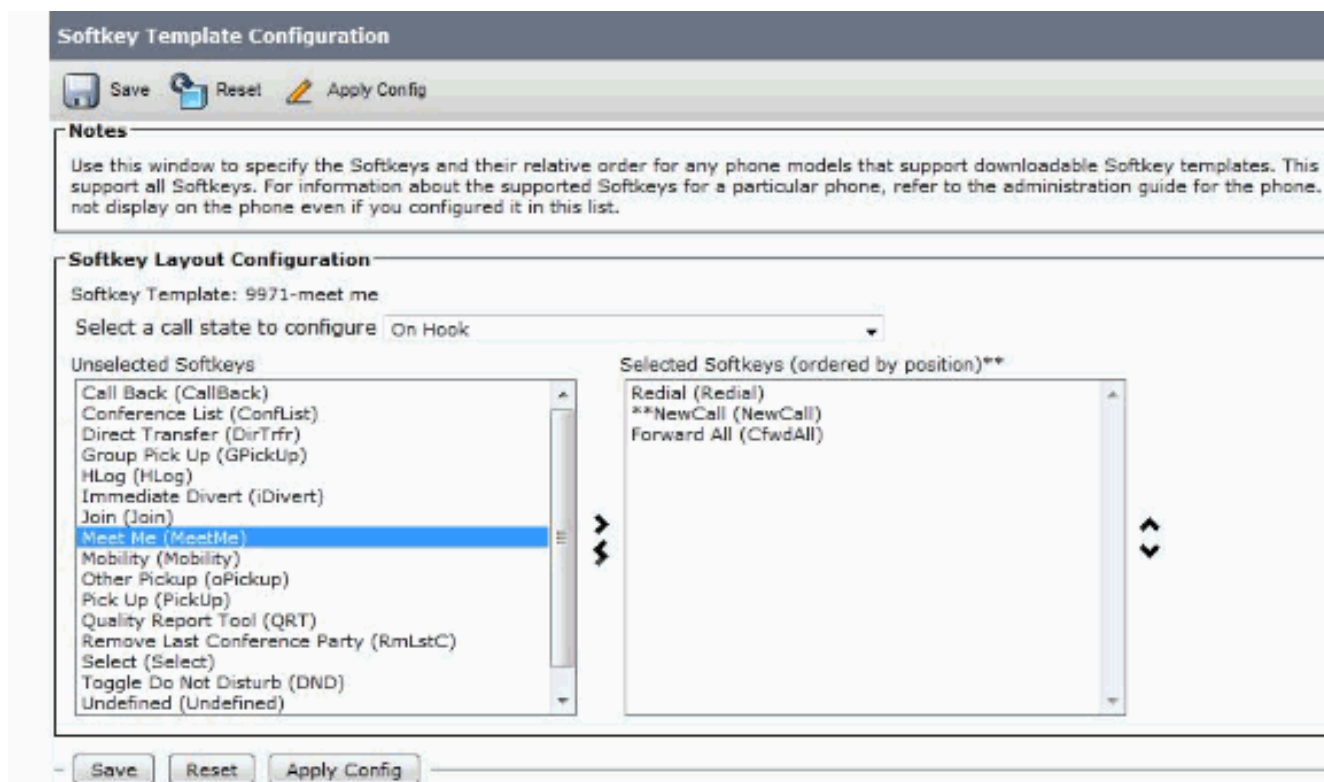 Softkey Template Configuration
Save Reset Apply Config
Notes
Use this window to specify the Softkeys and their relative order for any phone models that support downloadable Softkey templates. This
support all Softkeys. For information about the supported Softkeys for a particular phone, refer to the administration guide for the phone.
not display on the phone even if you configured it in this list.
Softkey Layout Configuration
Softkey Template: 9971-meet me
Select a call state to configure On Hook
Unselected Softkeys
Call Back (CallBack)
Conference List (ConfList)
Direct Transfer (DirTrfr)
Group Pick Up (GPickUp)
HLog (HLog)
Immediate Divert (iDivert)
Join (Join)
Meet Me (MeetMe)
Mobility (Mobility)
Other Pickup (oPickup)
Pick Up (PickUp)
Quality Report Tool (QRT)
Remove Last Conference Party (RmLstC)
Select (Select)
Toggle Do Not Disturb (DND)
Undefined (Undefined)
Selected Softkeys (ordered by position)**
Redial (Redial)
**NewCall (NewCall)
Forward All (CfwdAll)
Save Reset Apply Config